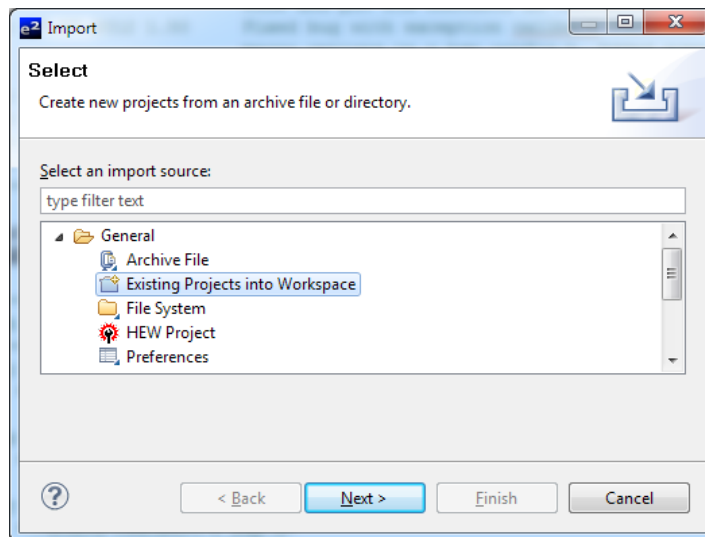 e² Import
Select
Create new projects from an archive file or directory.
Select an import source:
type filter text
General
Archive File
Existing Projects into Workspace
File System
HEW Project
Preferences
? < Back Next > Finish Cancel